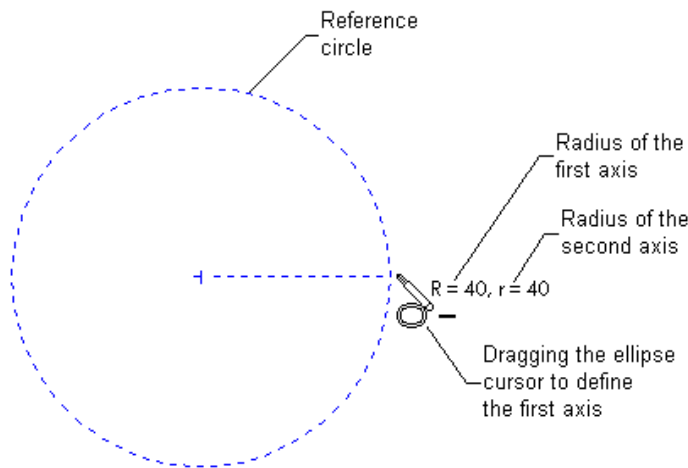 Reference
circle
Radius of the
first axis
Radius of the
second axis
R = 40, r = 40
Dragging the ellipse
cursor to define
the first axis